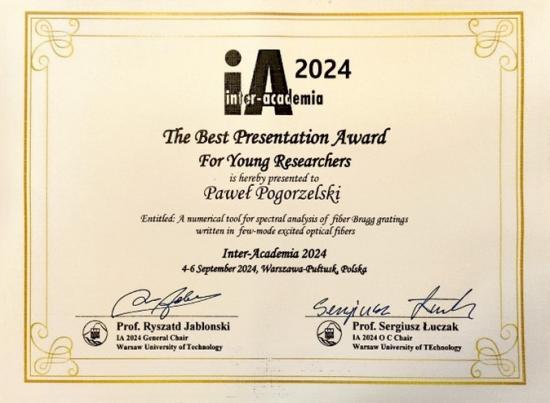 iA 2024
inter-academia
The Best Presentation Award
For Young Researchers
is hereby presented to
Paweł Pogorzelski
Entitled: A numerical tool for spectral analysis of fiber Bragg gratings
written in few-mode excited optical fibers
Inter-Academia 2024
4-6 September 2024, Warszawa-Pułtusk, Polska
Prof. Ryszatd Jablonski
IA 2024 General Chair
Warsaw University of Technology
Sergiusz
Prof. Sergiusz Łuczak
IA 2024 O C Chair
Warsaw University of TEchnology